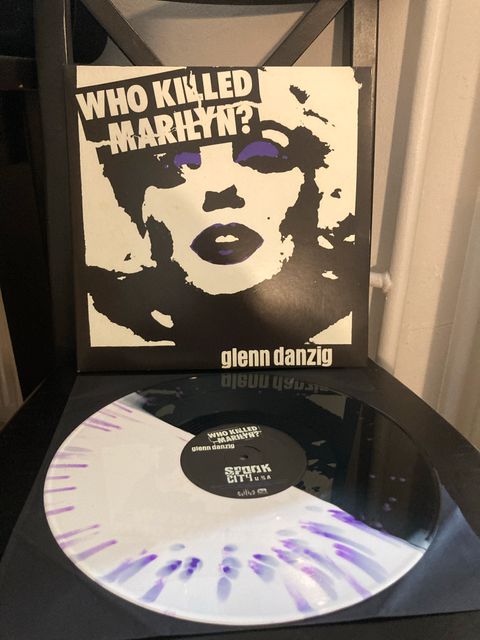 WHO KILLED
MARILYN?
glenn danzig
WHO KILLED
MARILYN?
glenn danzig
SPOOK
CITY USA